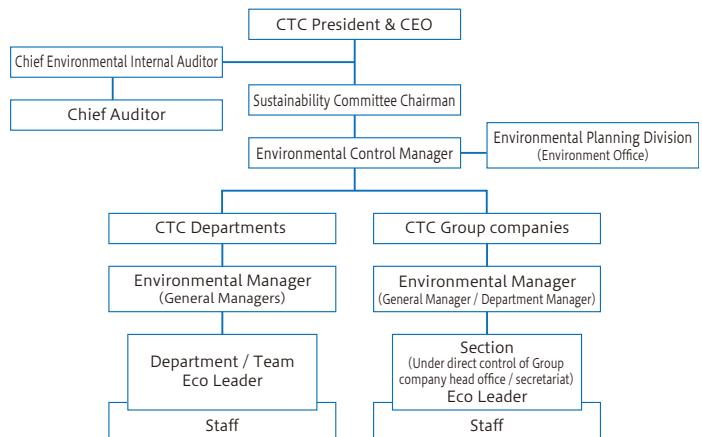 CTC President & CEO
Chief Environmental Internal Auditor
Chief Auditor
Sustainability Committee Chairman
Environmental Control Manager
Environmental Planning Division
(Environment Office)
CTC Departments
CTC Group companies
Environmental Manager
(General Managers)
Environmental Manager
(General Manager / Department Manager)
Department / Team
Eco Leader
Section
(Under direct control of Group
company head office / secretariat)
Eco Leader
Staff
Staff